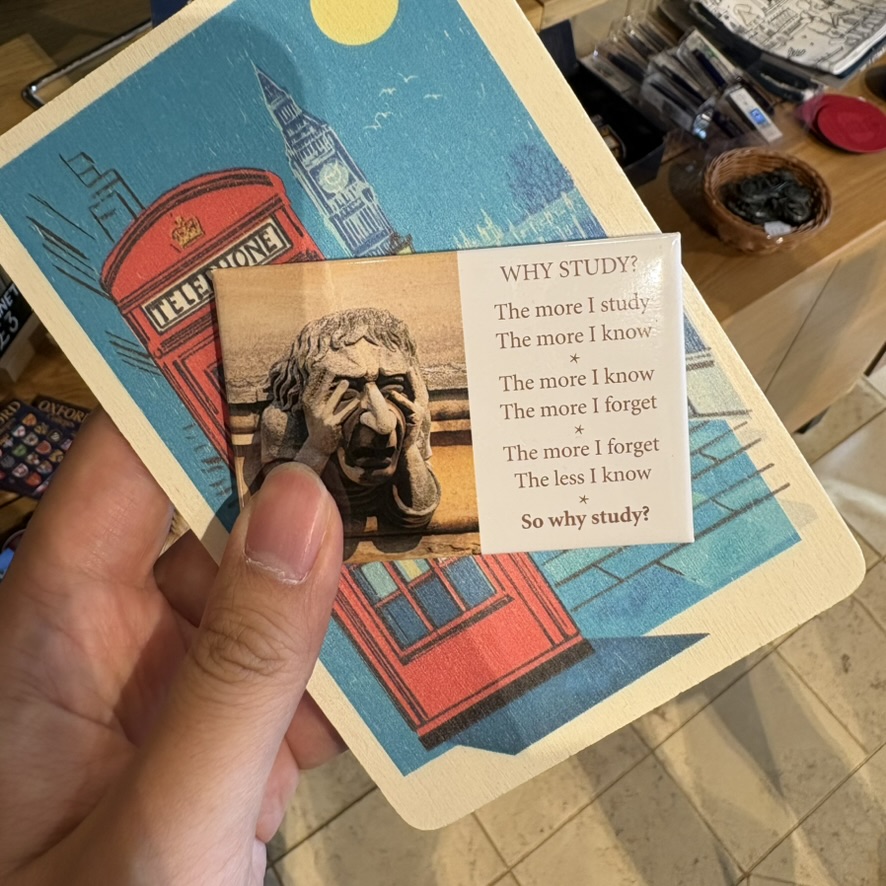 TELEPHONE
WHY STUDY?
The more I study
The more I know
*
The more I know
The more I forget
*
The more I forget
The less I know
*
So why study?
OXFORD